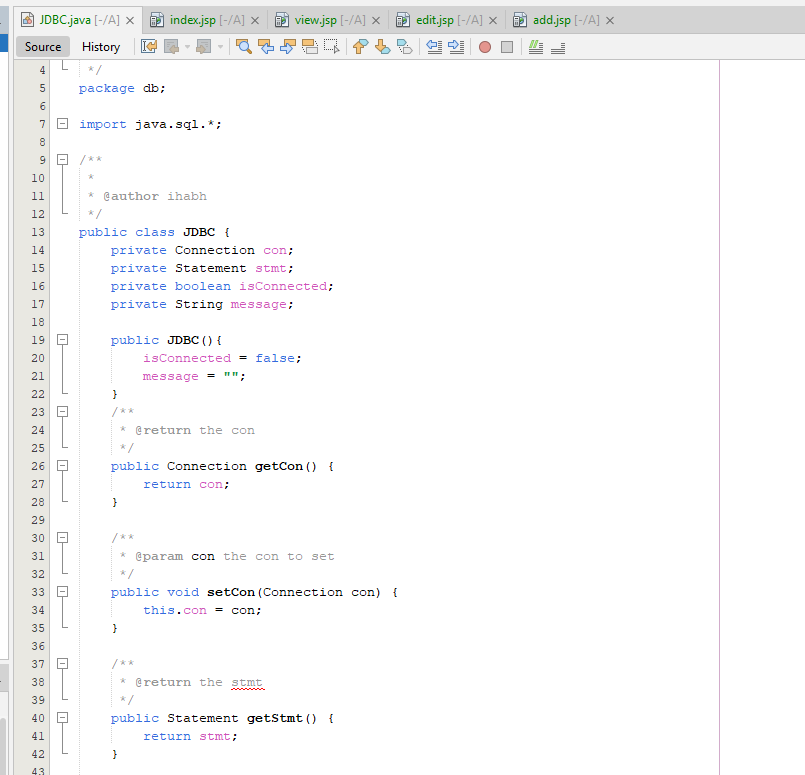 JDBC.java [-/A] index.jsp [-/A] view.jsp [-/A] edit.jsp [-/A] add.jsp [-/A]
Source History
4 */
5 package db;
6
7 import java.sql.*;
8
9 /**
10 *
11 * @author ihabh
12 */
13 public class JDBC {
14 private Connection con;
15 private Statement stmt;
16 private boolean isConnected;
17 private String message;
18
19 public JDBC(){
20 isConnected = false;
21 message = "";
22 }
23 /**
24 * @return the con
25 */
26 public Connection getCon() {
27 return con;
28 }
29
30 /**
31 * @param con the con to set
32 */
33 public void setCon(Connection con) {
34 this.con = con;
35 }
36
37 /**
38 * @return the stmt
39 */
40 public Statement getStmt() {
41 return stmt;
42 }
43